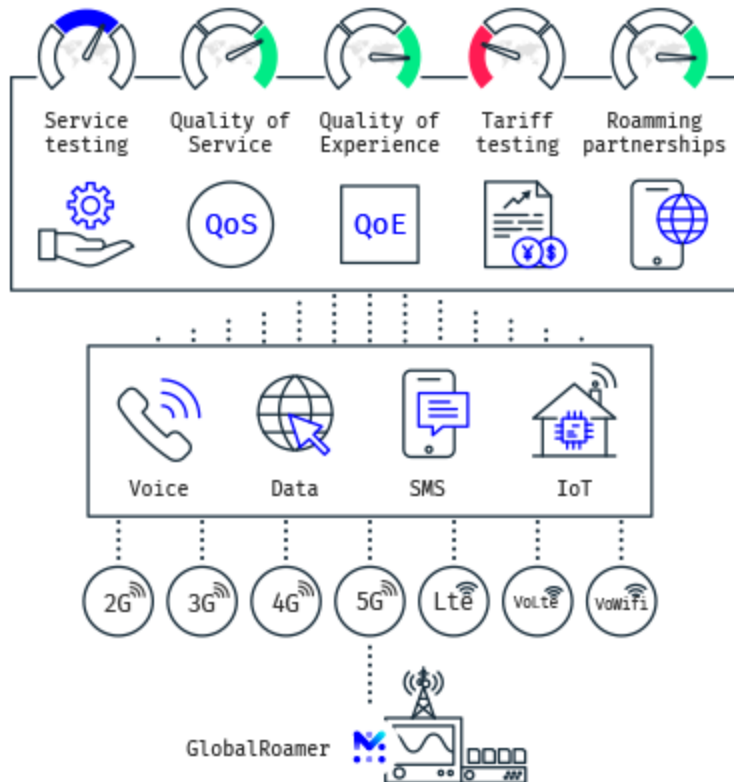 Service testing
Quality of Service
Quality of Experience
Tariff testing
Roamming partnerships
QoS
QoE
¥ $
Voice
Data
SMS
IoT
2G
3G
4G
5G
Lte
VoLte
VoWifi
GlobalRoamer